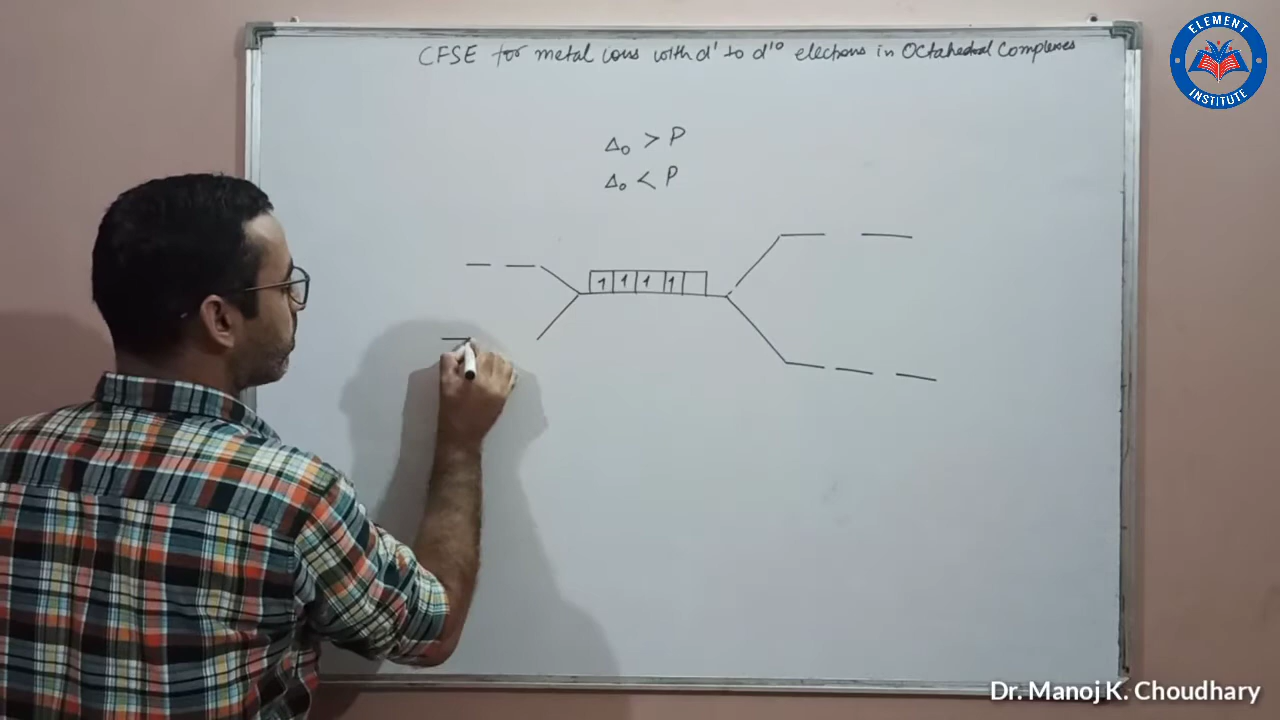 CFSE for metal ions with d¹ to d¹⁰ electrons in Octahedral Complexes
ELEMENT
INSTITUTE
Δ₀ > P
Δ₀ < P
1 1 1 1
Dr. Manoj K. Choudhary